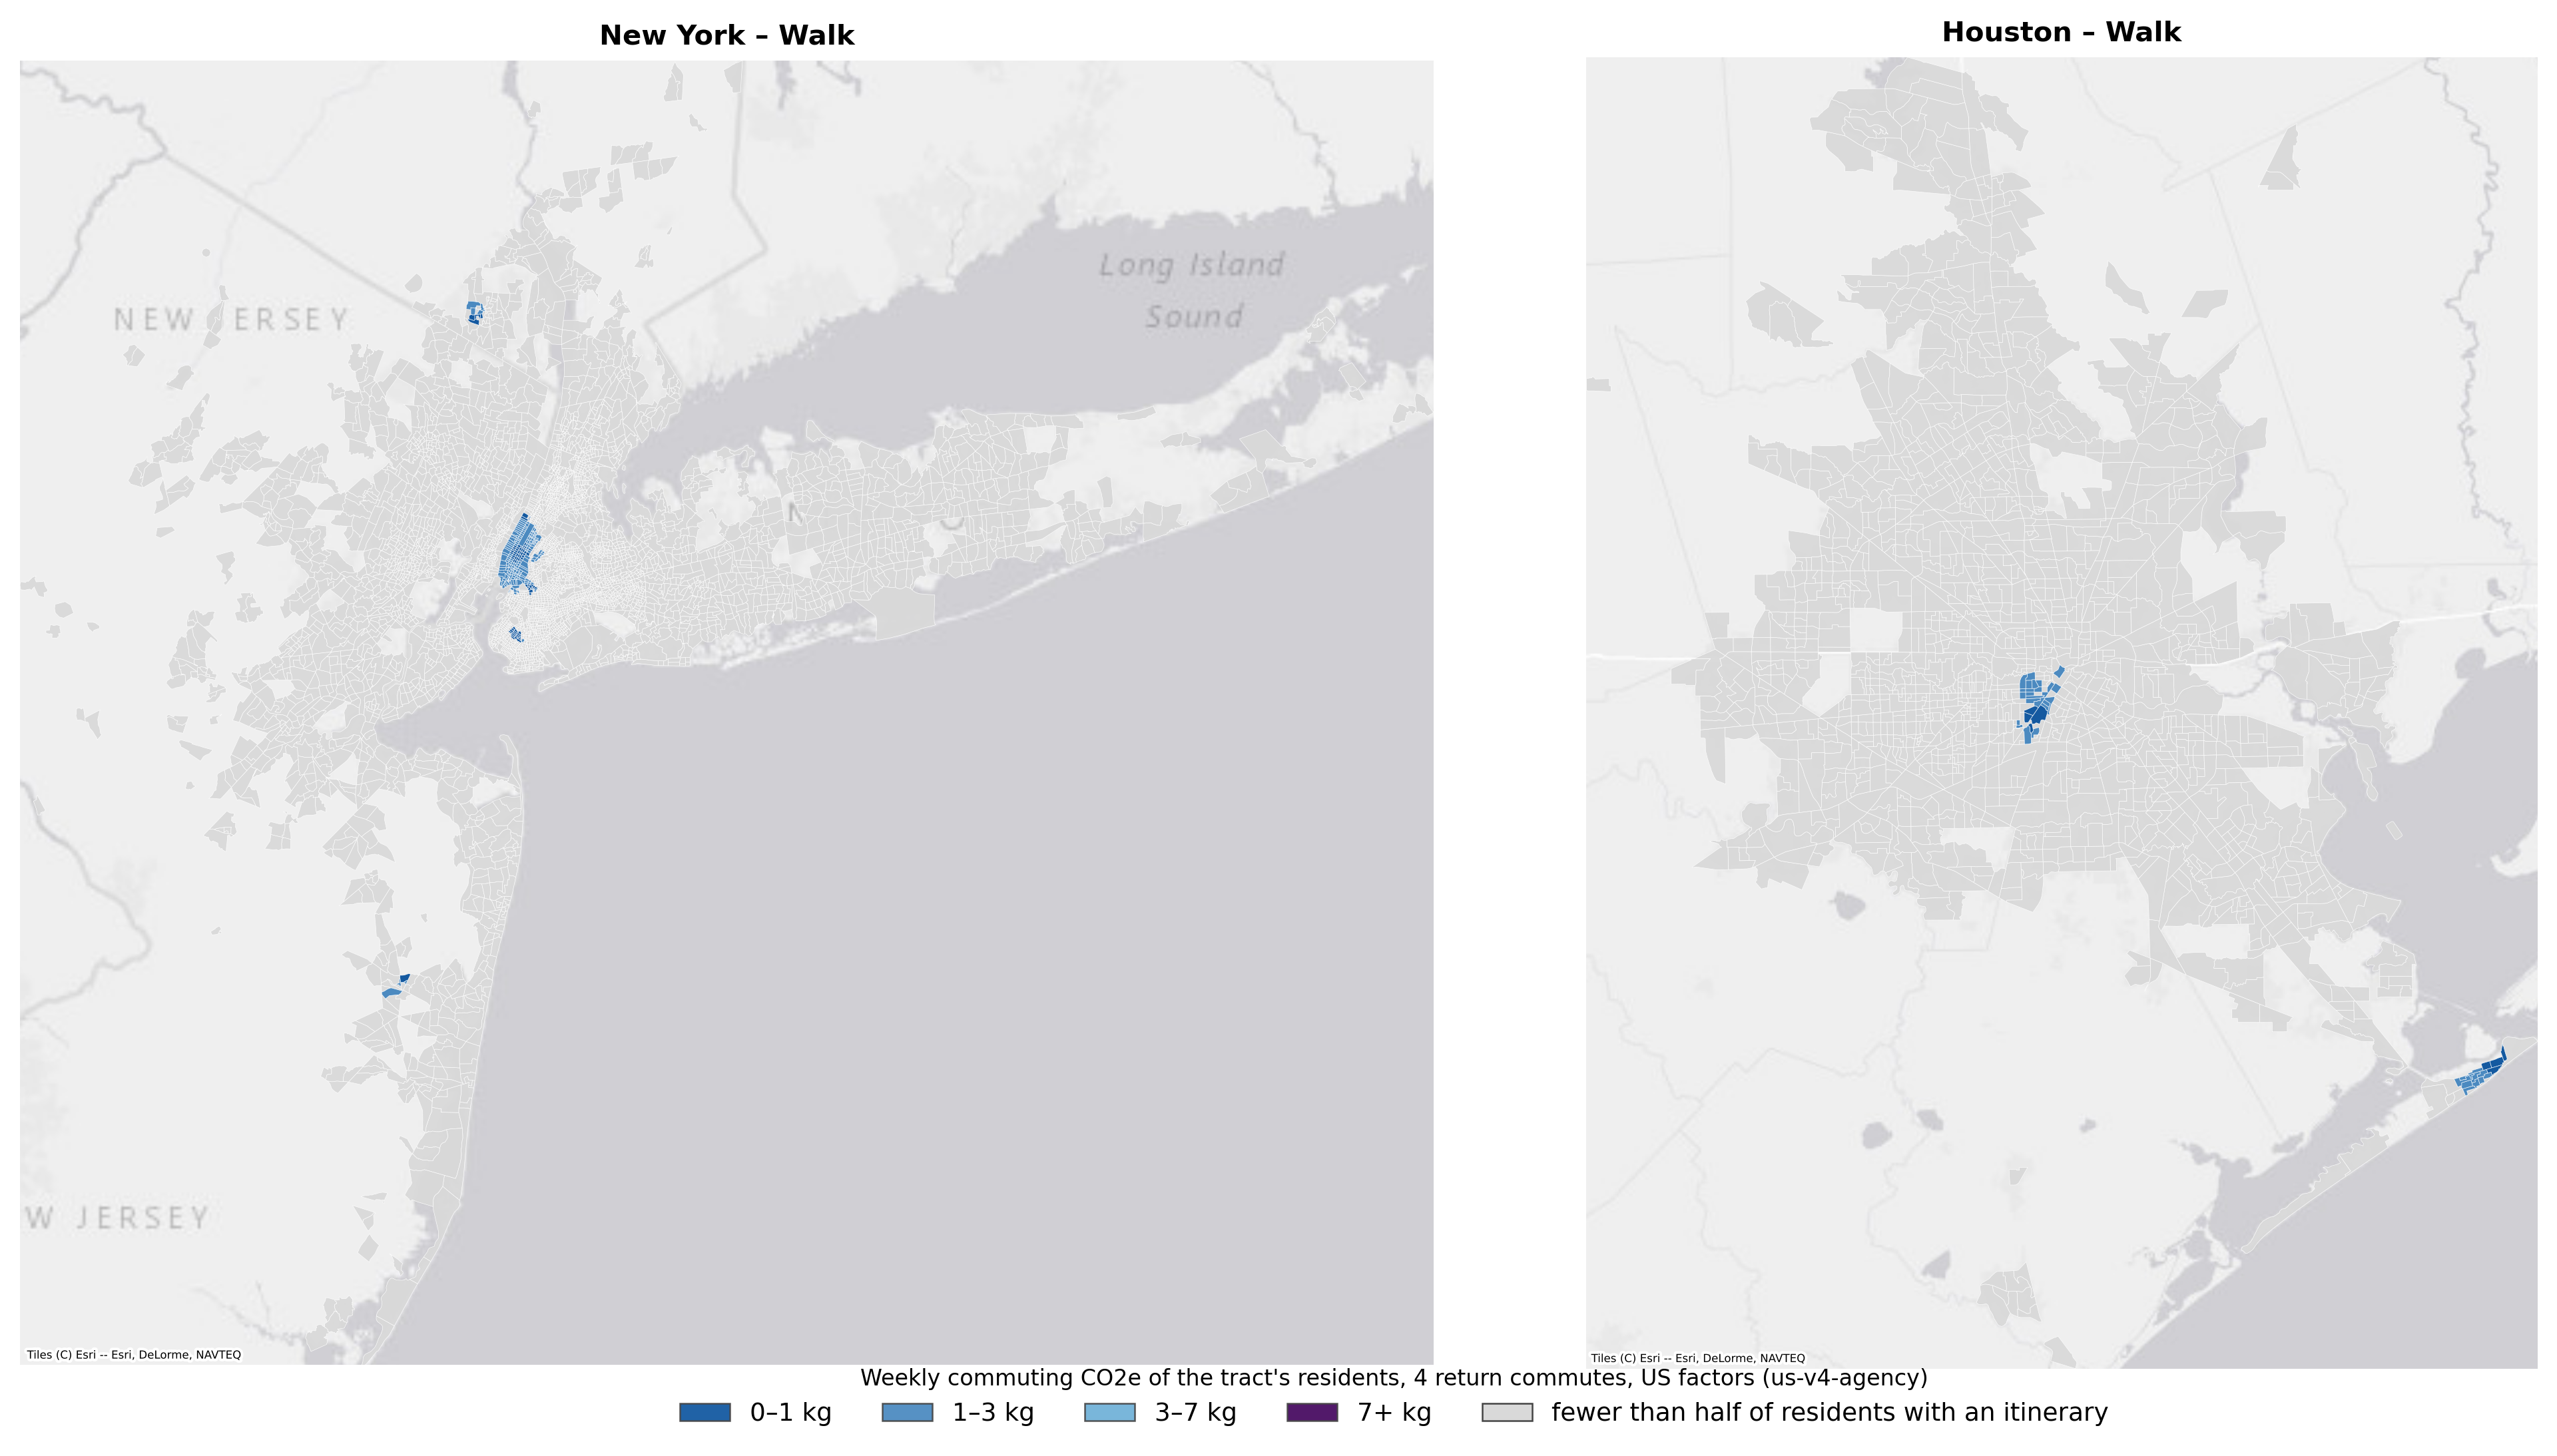 New York – Walk
Houston – Walk
Long Island
Sound
NEW JERSEY
N
W JERSEY
Tiles (C) Esri -- Esri, DeLorme, NAVTEQ
Tiles (C) Esri -- Esri, DeLorme, NAVTEQ
Weekly commuting CO2e of the tract's residents, 4 return commutes, US factors (us-v4-agency)
0–1 kg
1–3 kg
3–7 kg
7+ kg
fewer than half of residents with an itinerary